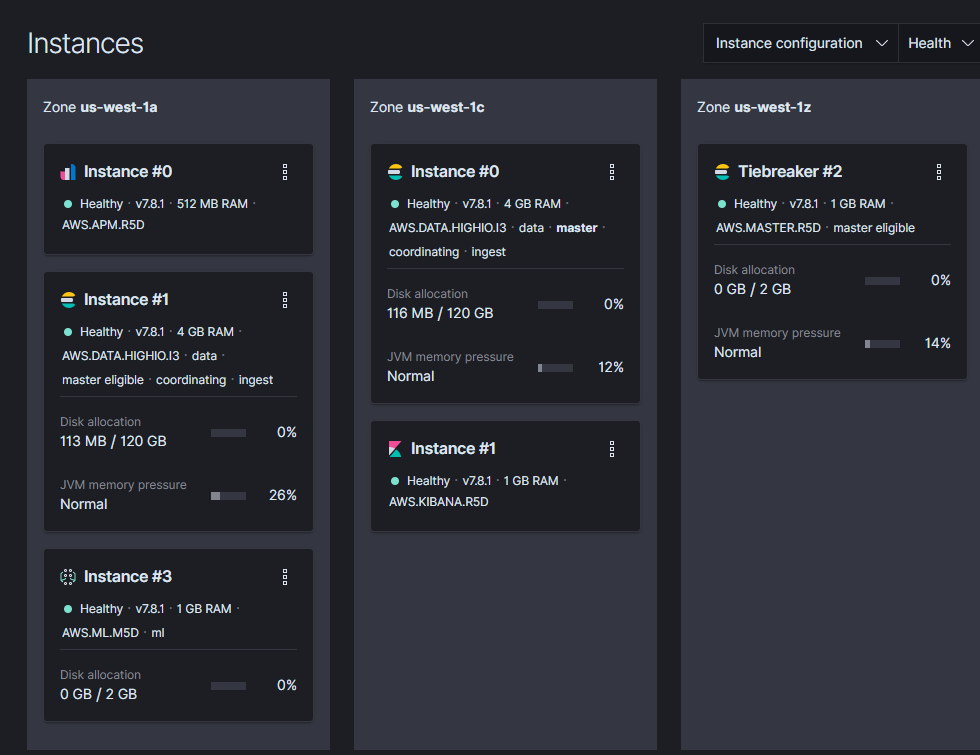 Instances
Instance configuration
Health
Zone us-west-1a
Instance #0
Healthy · v7.8.1 · 512 MB RAM ·
AWS.APM.R5D
Instance #1
Healthy · v7.8.1 · 4 GB RAM ·
AWS.DATA.HIGHIO.I3 · data ·
master eligible · coordinating · ingest
Disk allocation
113 MB / 120 GB
0%
JVM memory pressure
Normal
26%
Instance #3
Healthy · v7.8.1 · 1 GB RAM ·
AWS.ML.M5D · ml
Disk allocation
0 GB / 2 GB
0%
Zone us-west-1c
Instance #0
Healthy · v7.8.1 · 4 GB RAM ·
AWS.DATA.HIGHIO.I3 · data · master ·
coordinating · ingest
Disk allocation
116 MB / 120 GB
0%
JVM memory pressure
Normal
12%
Instance #1
Healthy · v7.8.1 · 1 GB RAM ·
AWS.KIBANA.R5D
Zone us-west-1z
Tiebreaker #2
Healthy · v7.8.1 · 1 GB RAM ·
AWS.MASTER.R5D · master eligible
Disk allocation
0 GB / 2 GB
0%
JVM memory pressure
Normal
14%